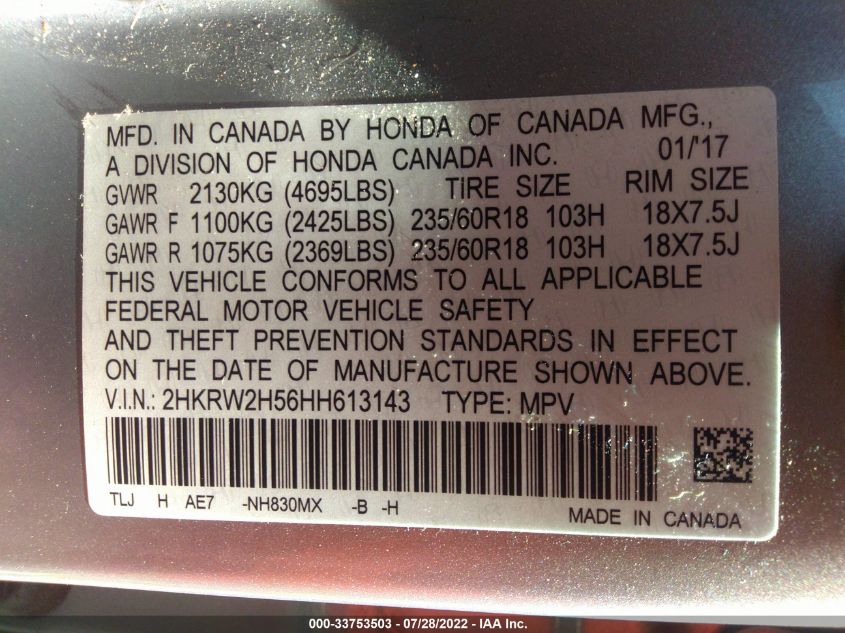 MFD. IN CANADA BY HONDA OF CANADA MFG.,
A DIVISION OF HONDA CANADA INC. 01/'17
GVWR 2130KG (4695LBS) TIRE SIZE RIM SIZE
GAWR F 1100KG (2425LBS) 235/60R18 103H 18X7.5J
GAWR R 1075KG (2369LBS) 235/60R18 103H 18X7.5J
THIS VEHICLE CONFORMS TO ALL APPLICABLE
FEDERAL MOTOR VEHICLE SAFETY
AND THEFT PREVENTION STANDARDS IN EFFECT
ON THE DATE OF MANUFACTURE SHOWN ABOVE.
V.I.N.: 2HKRW2H56HH613143 TYPE: MPV
TLJ H AE7 -NH830MX -B -H
MADE IN CANADA
000-33753503 / 07/28/2022 - IAA Inc.